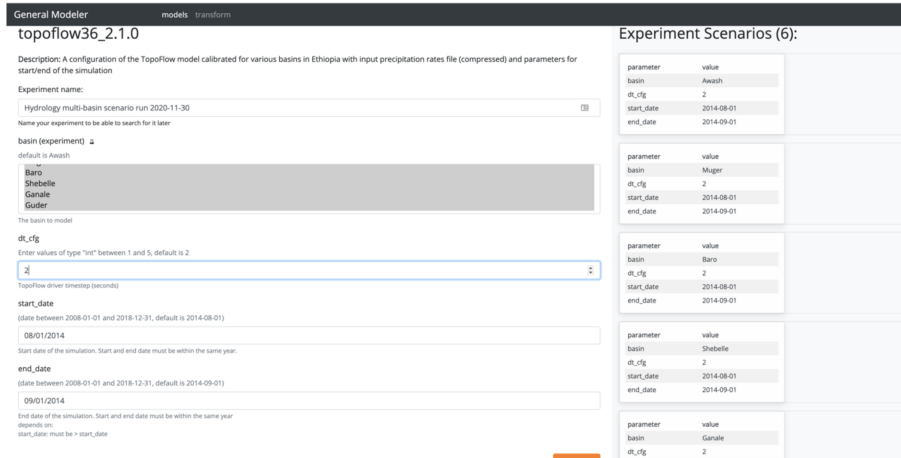 General Modeler models transform
topoflow36_2.1.0
Description: A configuration of the TopoFlow model calibrated for various basins in Ethiopia with input precipitation rates file (compressed) and parameters for
start/end of the simulation
Experiment name:
Hydrology multi-basin scenario run 2020-11-30
Name your experiment to be able to search for it later
basin (experiment)
default is Awash
Baro
Shebelle
Ganale
Guder
The basin to model
dt_cfg
Enter values of type "int" between 1 and 5, default is 2
2
TopoFlow driver timestep (seconds)
start_date
(date between 2008-01-01 and 2018-12-31, default is 2014-08-01)
08/01/2014
Start date of the simulation. Start and end date must be within the same year.
end_date
(date between 2008-01-01 and 2018-12-31, default is 2014-09-01)
09/01/2014
End date of the simulation. Start and end date must be within the same year
depends on:
start_date: must be > start_date
Experiment Scenarios (6):
parameter value
basin Awash
dt_cfg 2
start_date 2014-08-01
end_date 2014-09-01
parameter value
basin Muger
dt_cfg 2
start_date 2014-08-01
end_date 2014-09-01
parameter value
basin Baro
dt_cfg 2
start_date 2014-08-01
end_date 2014-09-01
parameter value
basin Shebelle
dt_cfg 2
start_date 2014-08-01
end_date 2014-09-01
parameter value
basin Ganale
dt_cfg 2